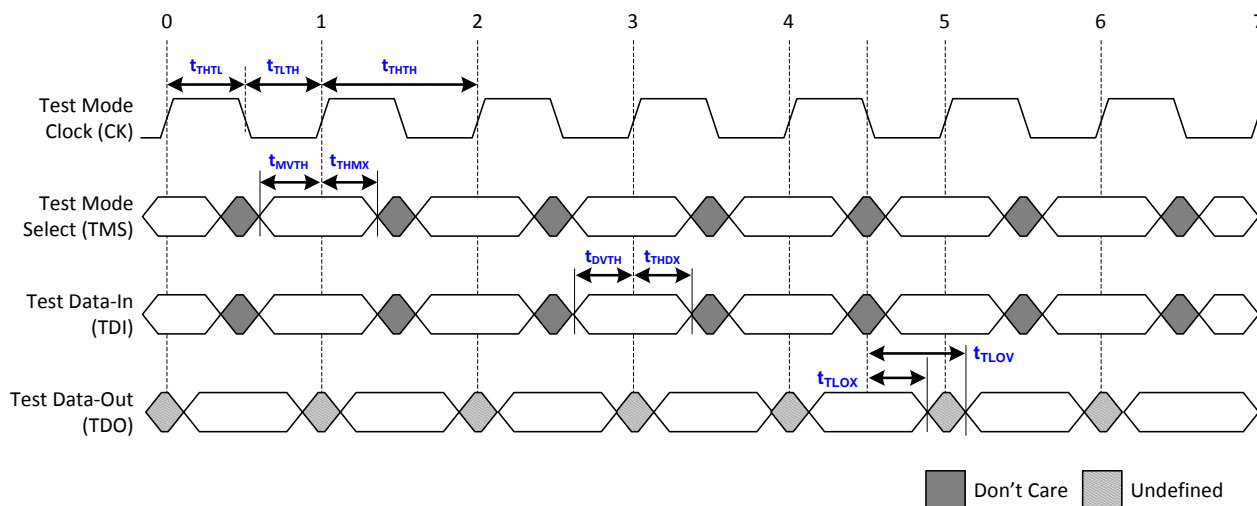 0 1 2 3 4 5 6 7
tTHTL tTLTH tTHTH
Test Mode
Clock (CK)
tMVTH tTHMX
Test Mode
Select (TMS)
tDVTH tTHDX
Test Data-In
(TDI)
tTLOV
tTLOX
Test Data-Out
(TDO)
Don't Care Undefined